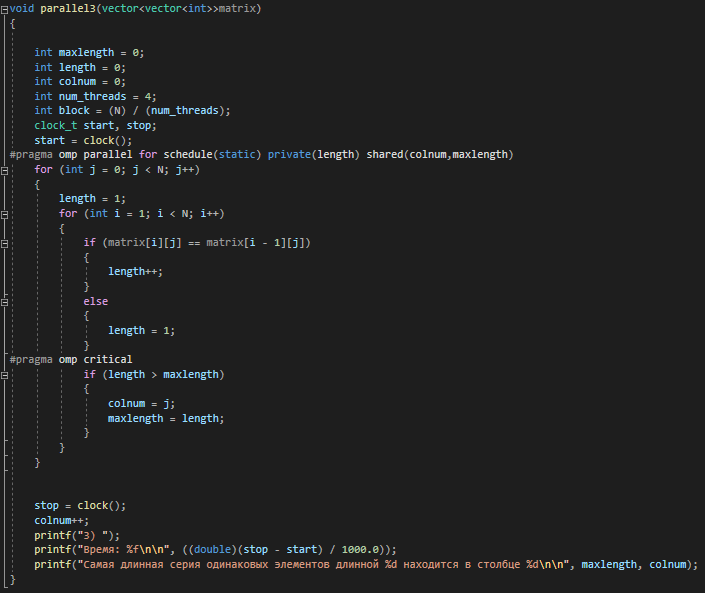 void parallel3(vector<vector<int>>matrix)
{
int maxlength = 0;
int length = 0;
int colnum = 0;
int num_threads = 4;
int block = (N) / (num_threads);
clock_t start, stop;
start = clock();
#pragma omp parallel for schedule(static) private(length) shared(colnum,maxlength)
for (int j = 0; j < N; j++)
{
length = 1;
for (int i = 1; i < N; i++)
{
if (matrix[i][j] == matrix[i - 1][j])
{
length++;
}
else
{
length = 1;
}
#pragma omp critical
if (length > maxlength)
{
colnum = j;
maxlength = length;
}
}
}
stop = clock();
colnum++;
printf("3) ");
printf("Время: %f\n\n", ((double)(stop - start) / 1000.0));
printf("Самая длинная серия одинаковых элементов длинной %d находится в столбце %d\n\n", maxlength, colnum);
}